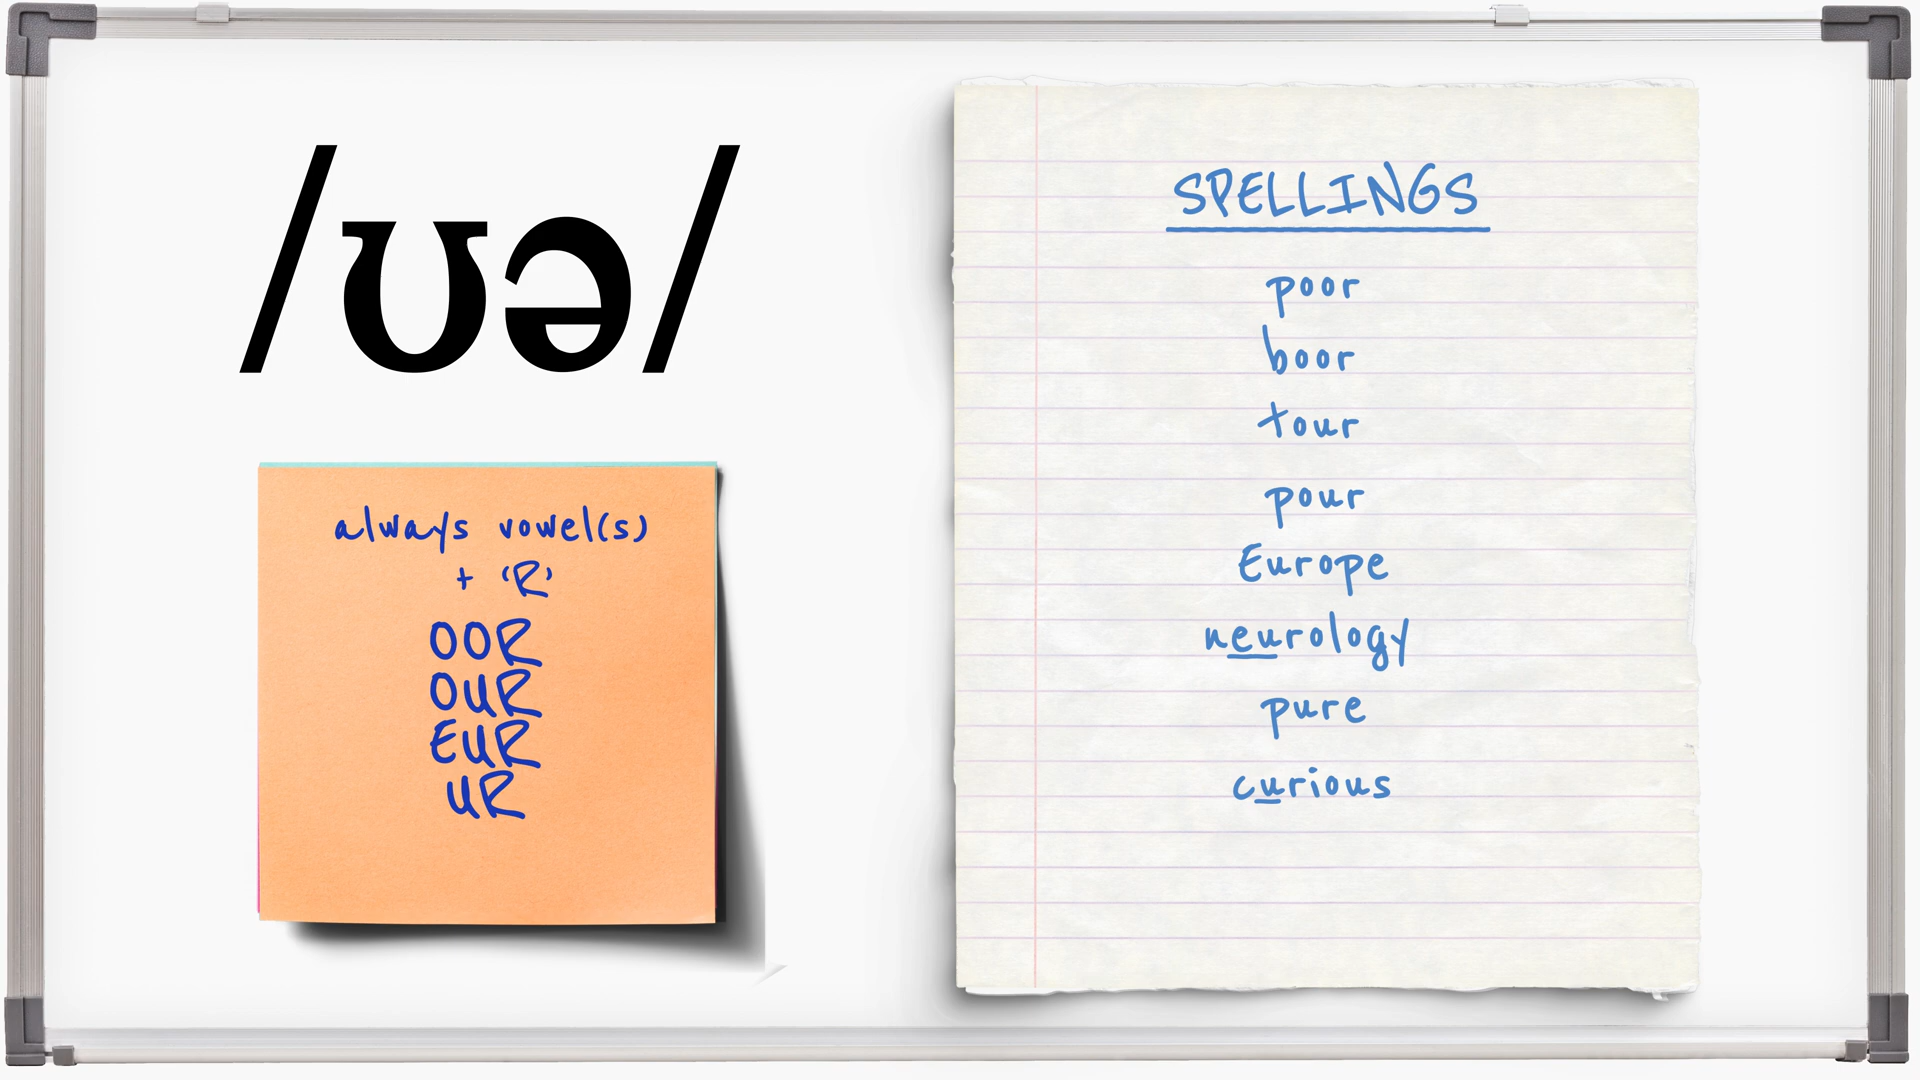 /ʊə/
always vowel(s)
+ 'R'
OOR
OUR
EUR
UR
SPELLINGS
poor
boor
tour
pour
Europe
neurology
pure
curious